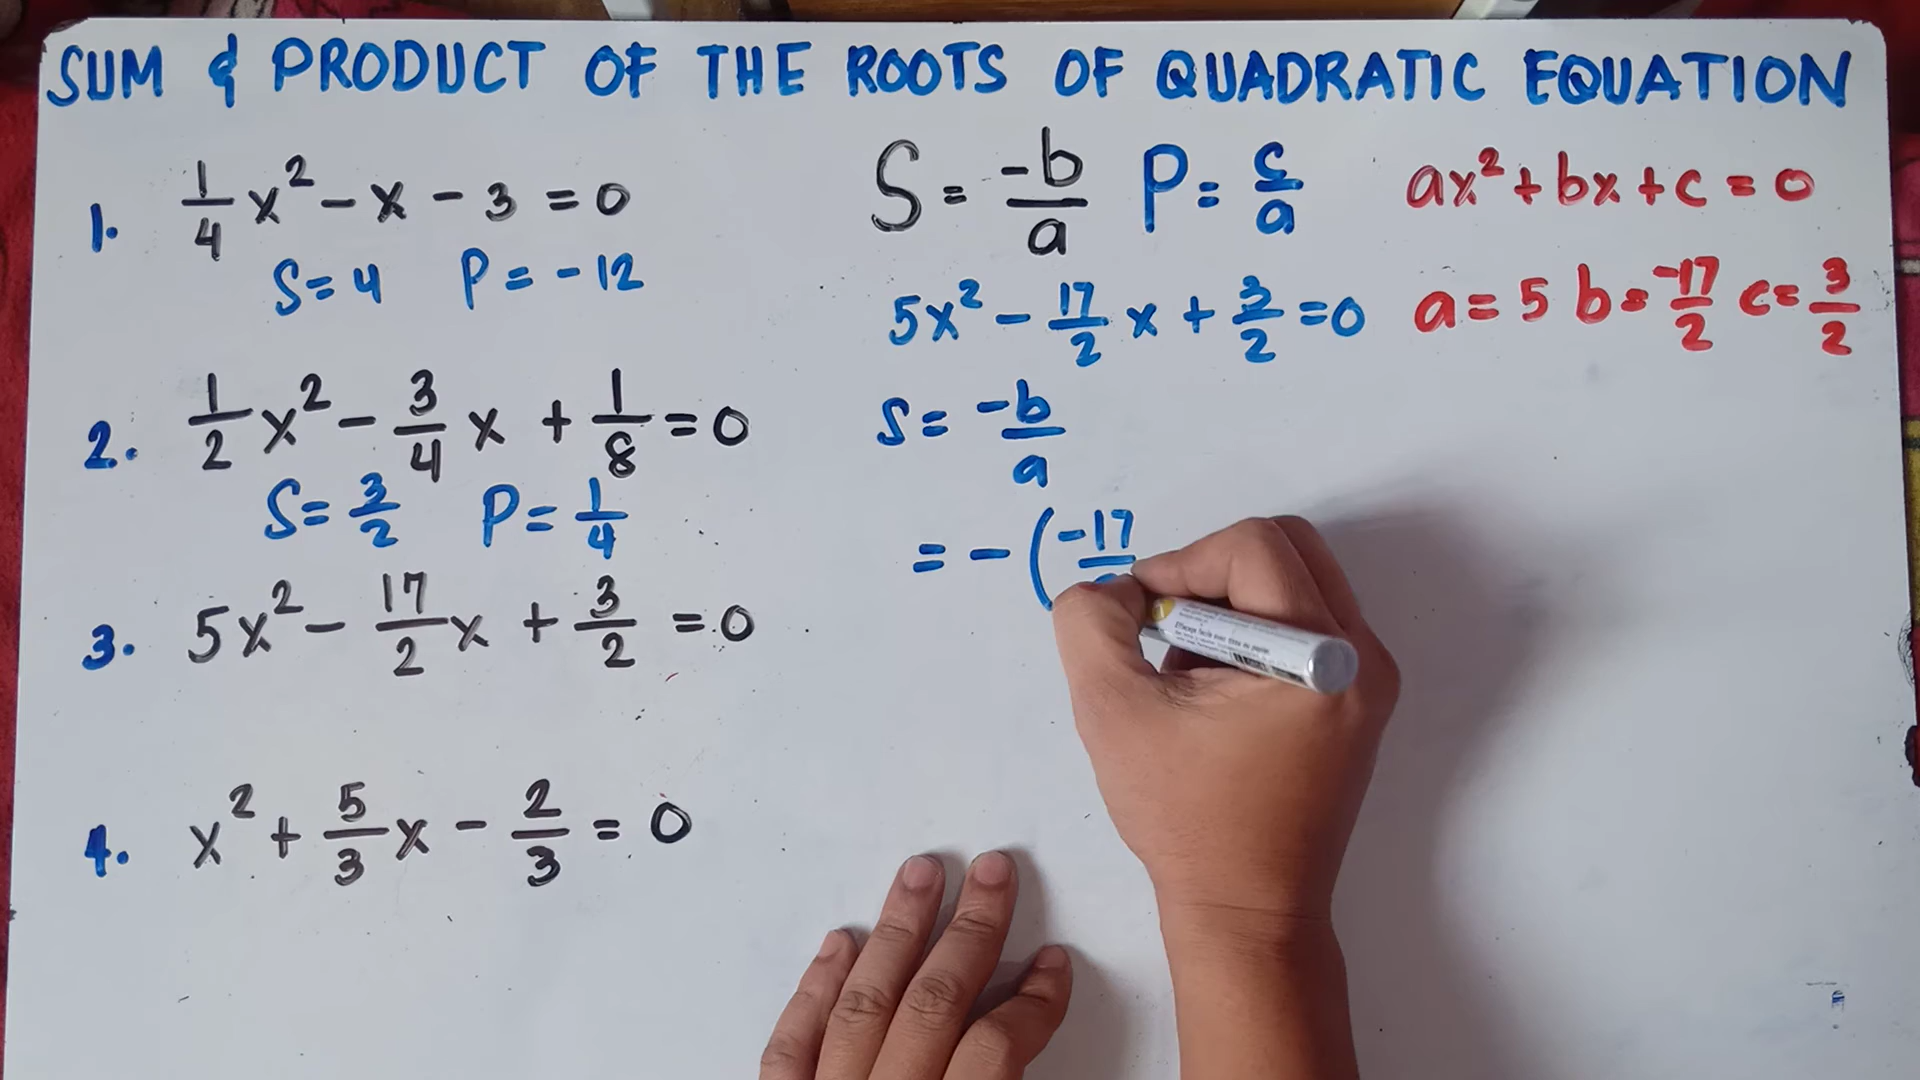 SUM & PRODUCT OF THE ROOTS OF QUADRATIC EQUATION
1. 1/4 x² - x - 3 = 0
S = 4 P = -12
2. 1/2 x² - 3/4 x + 1/8 = 0
S = 3/2 P = 1/4
3. 5x² - 17/2 x + 3/2 = 0
4. x² + 5/3 x - 2/3 = 0
S = -b/a P = c/a
5x² - 17/2 x + 3/2 = 0
S = -b/a
= - (-17
ax² + bx + c = 0
a = 5 b = -17/2 c = 3/2